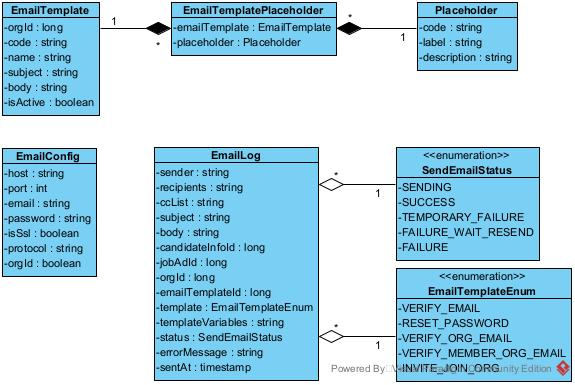 EmailTemplate
-orgId : long
-code : string
-name : string
-subject : string
-body : string
-isActive : boolean
1
*
EmailTemplatePlaceholder
-emailTemplate : EmailTemplate
-placeholder : Placeholder
*
1
Placeholder
-code : string
-label : string
-description : string
EmailConfig
-host : string
-port : int
-email : string
-password : string
-isSsl : boolean
-protocol : string
-orgId : boolean
EmailLog
-sender : string
-recipients : string
-ccList : string
-subject : string
-body : string
-candidateInfoId : long
-jobAdId : long
-orgId : long
-emailTemplateId : long
-template : EmailTemplateEnum
-templateVariables : string
-status : SendEmailStatus
-errorMessage : string
-sentAt : timestamp
*
1
<<enumeration>>
SendEmailStatus
-SENDING
-SUCCESS
-TEMPORARY_FAILURE
-FAILURE_WAIT_RESEND
-FAILURE
*
1
<<enumeration>>
EmailTemplateEnum
-VERIFY_EMAIL
-RESET_PASSWORD
-VERIFY_ORG_EMAIL
-VERIFY_MEMBER_ORG_EMAIL
-INVITE_JOIN_ORG
Powered By Visual Paradigm Community Edition